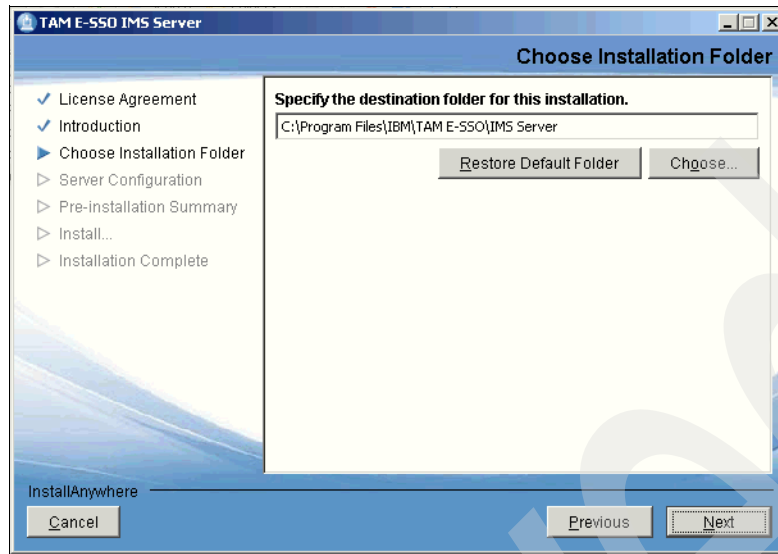 TAM E-SSO IMS Server
Choose Installation Folder
License Agreement
Introduction
Choose Installation Folder
Server Configuration
Pre-installation Summary
Install...
Installation Complete
Specify the destination folder for this installation.
C:\Program Files\IBM\TAM E-SSO\IMS Server
Restore Default Folder
Choose...
InstallAnywhere
Cancel
Previous
Next